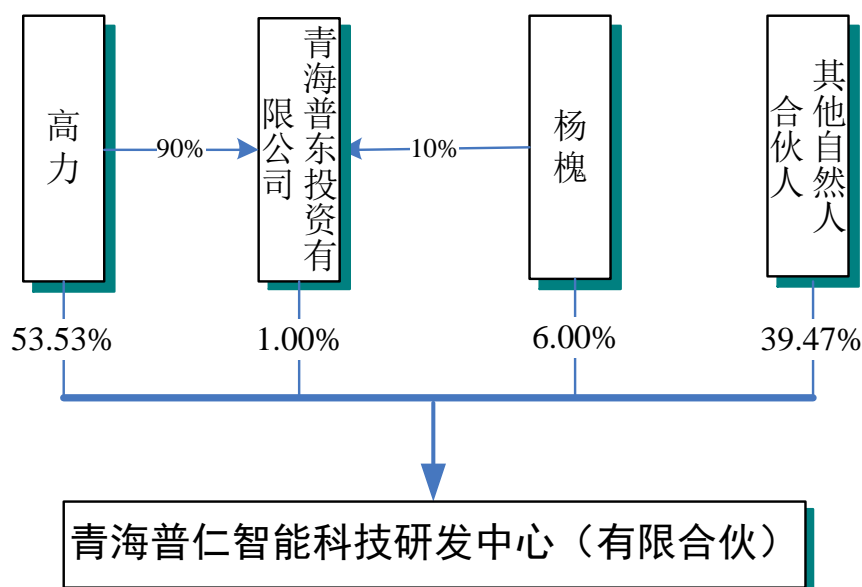 高力
90%
青海普东投资有
限公司
10%
杨槐
其他自然人
合伙人
53.53%
1.00%
6.00%
39.47%
青海普仁智能科技研发中心（有限合伙）